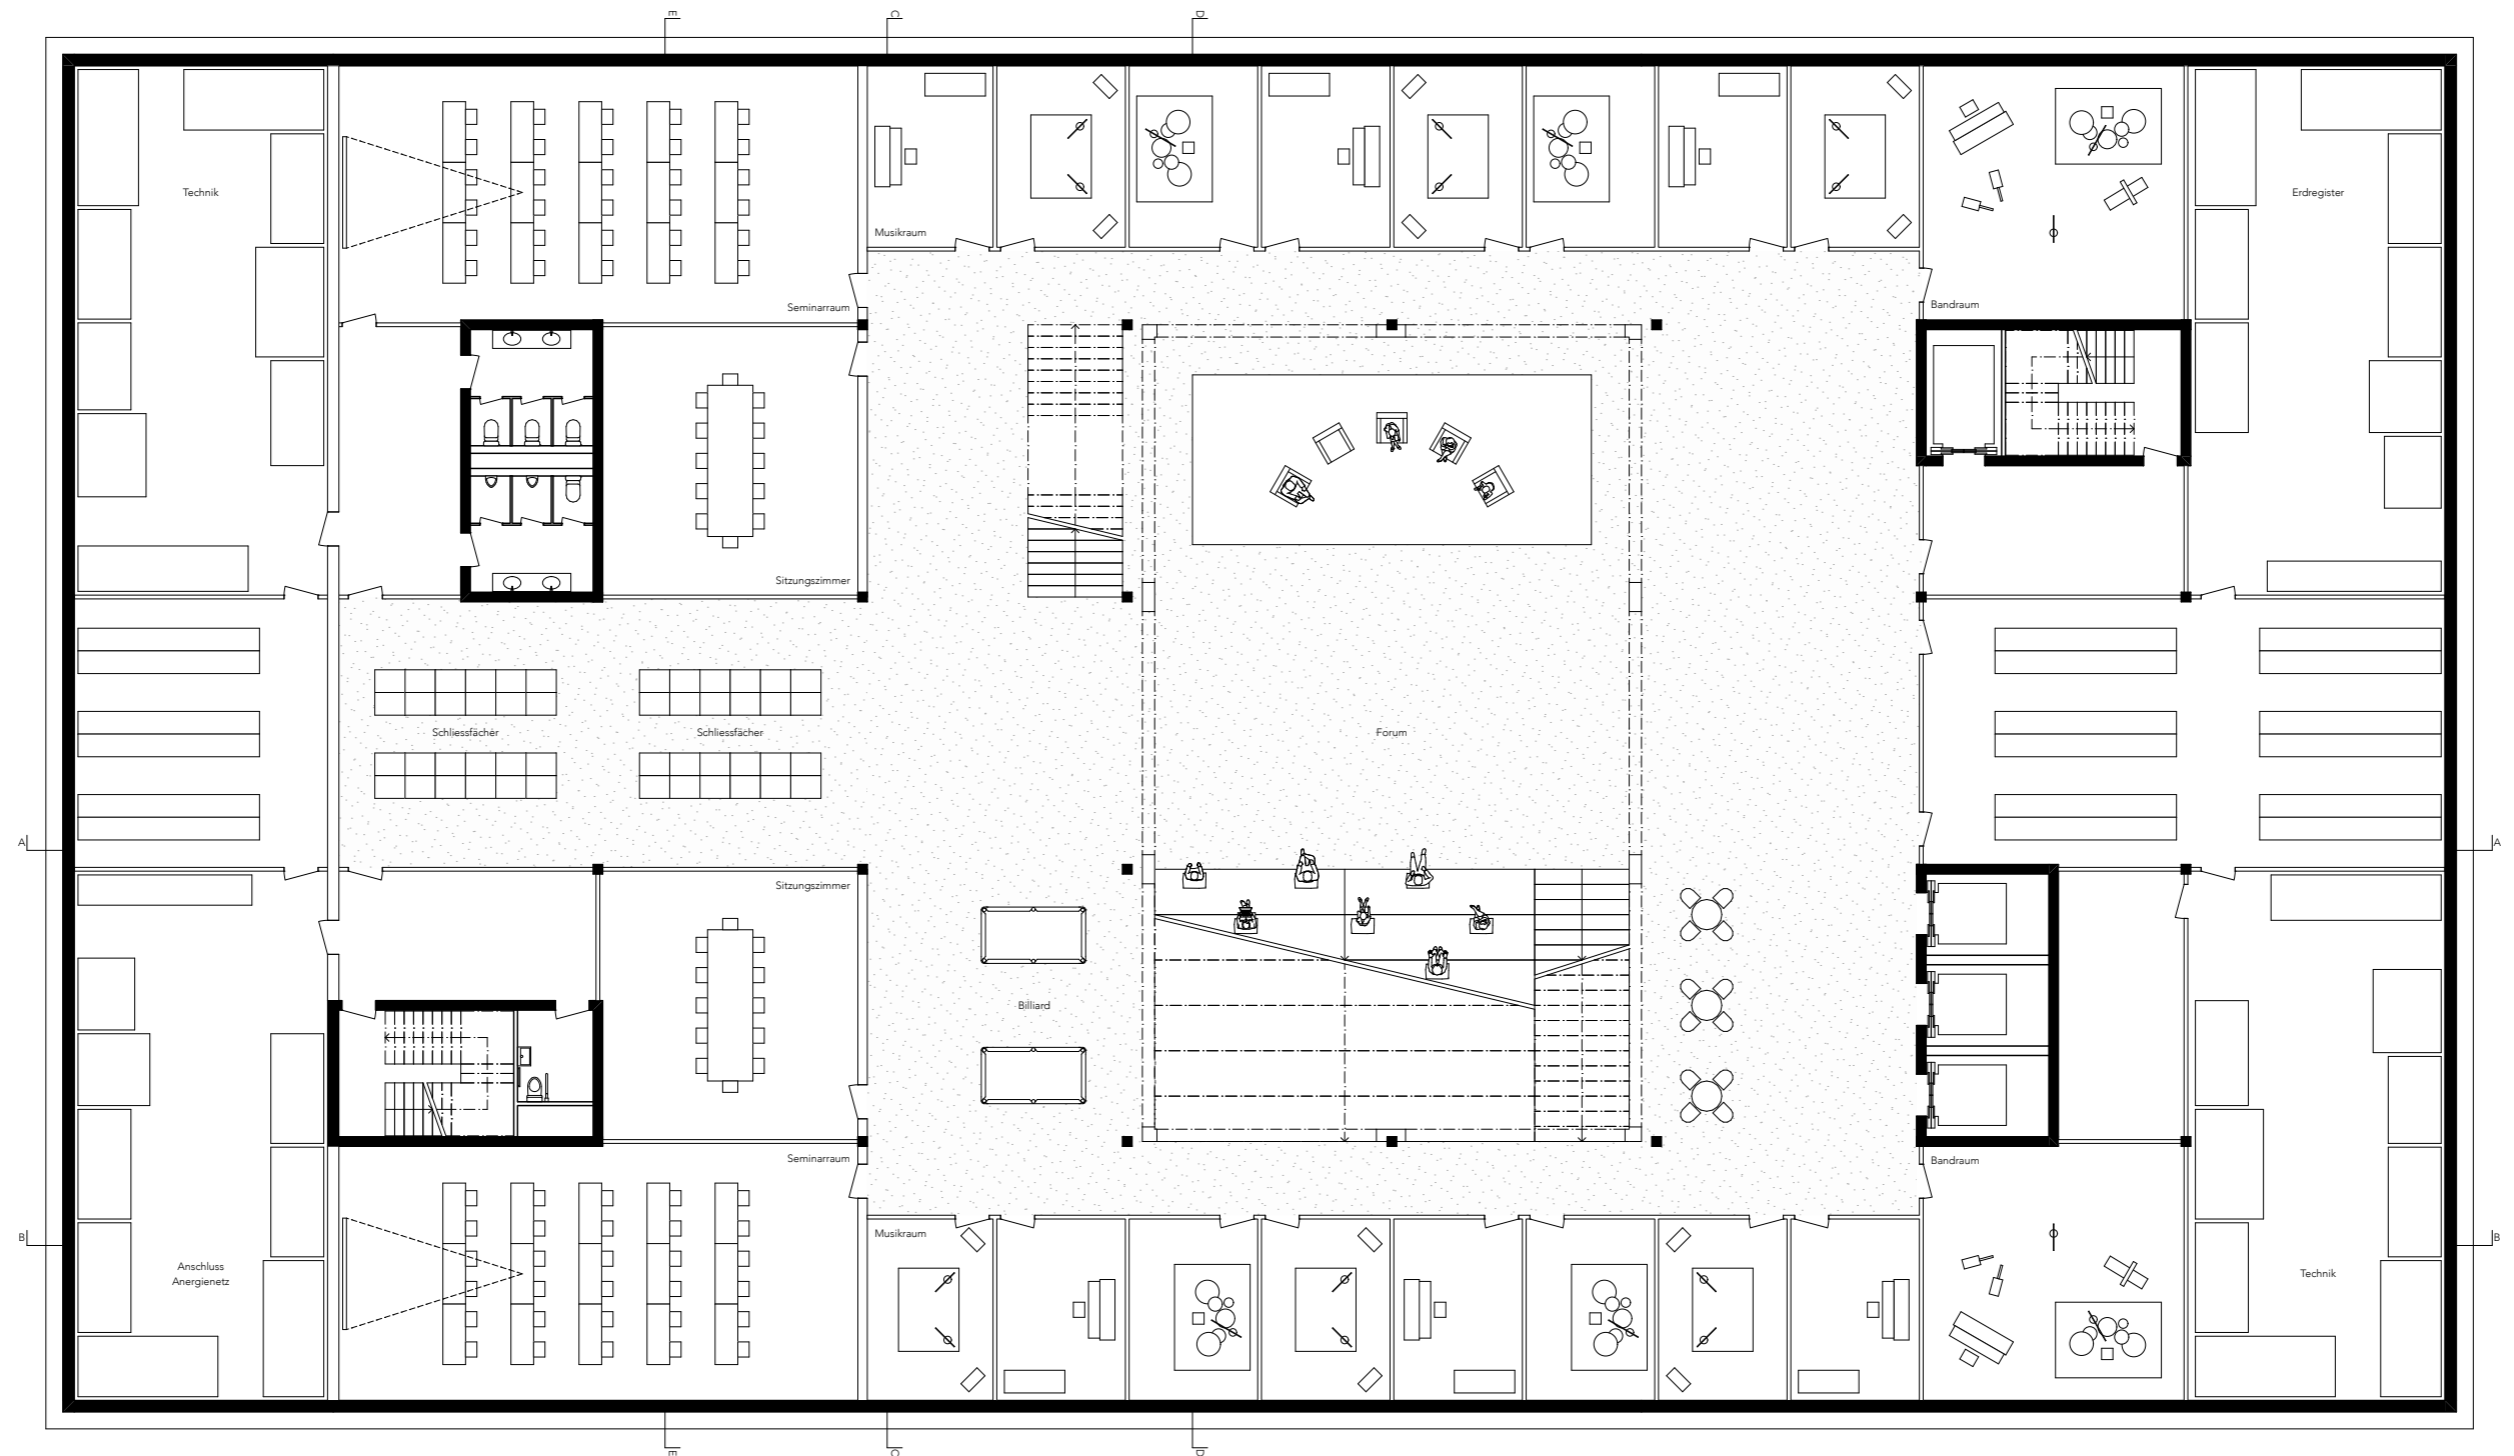 E
C
D
Technik
Erdregister
Musikraum
Seminarraum
Bandraum
Sitzungszimmer
Schliessfächer
Schliessfächer
Forum
A
A
Sitzungszimmer
Billiard
Seminarraum
Bandraum
Musikraum
B
B
Anschluss
Anergienetz
Technik
E
C
D